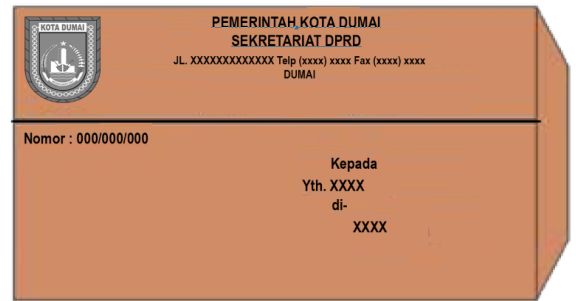 KOTA DUMAI
PEMERINTAH KOTA DUMAI
SEKRETARIAT DPRD
JL. XXXXXXXXXXXXX Telp (xxxx) xxxx Fax (xxxx) xxxx
DUMAI
Nomor : 000/000/000
Kepada
Yth. XXXX
di-
XXXX